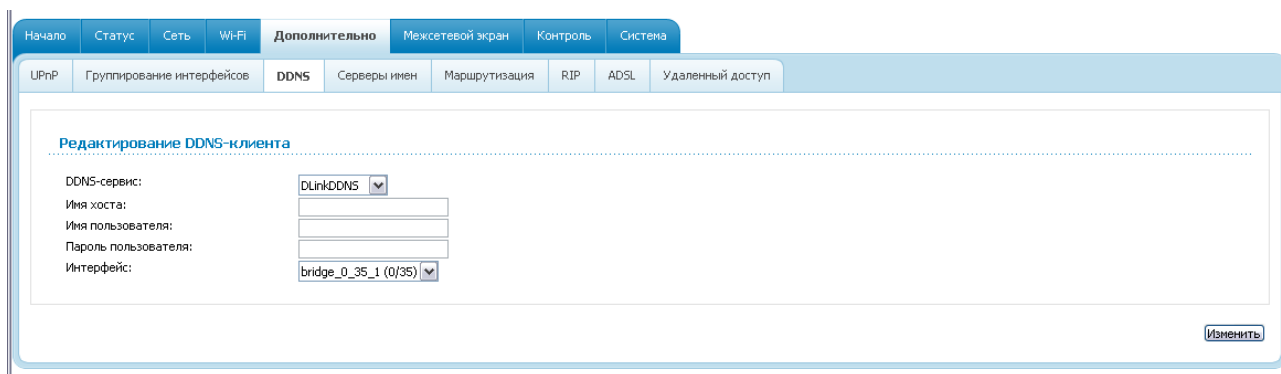 Начало Статус Сеть Wi-Fi Дополнительно Межсетевой экран Контроль Система
UPnP Группирование интерфейсов DDNS Серверы имен Маршрутизация RIP ADSL Удаленный доступ
Редактирование DDNS-клиента
DDNS-сервис: DLinkDDNS
Имя хоста:
Имя пользователя:
Пароль пользователя:
Интерфейс: bridge_0_35_1 (0/35)
Изменить